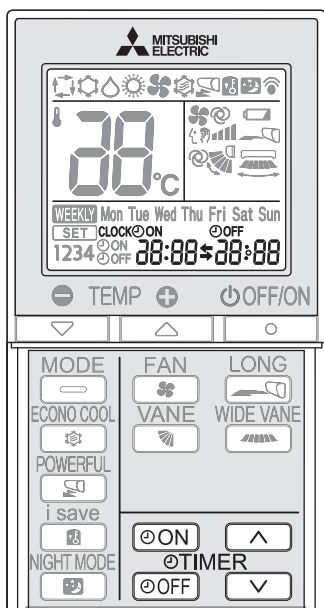 MITSUBISHI
ELECTRIC
88°C
WEEKLY Mon Tue Wed Thu Fri Sat Sun
SET CLOCK ON OFF
1234 ON OFF 88:88 88:88
TEMP OFF/ON
MODE FAN LONG
ECONO COOL VANE WIDE VANE
POWERFUL
i save
ON
NIGHT MODE TIMER
OFF